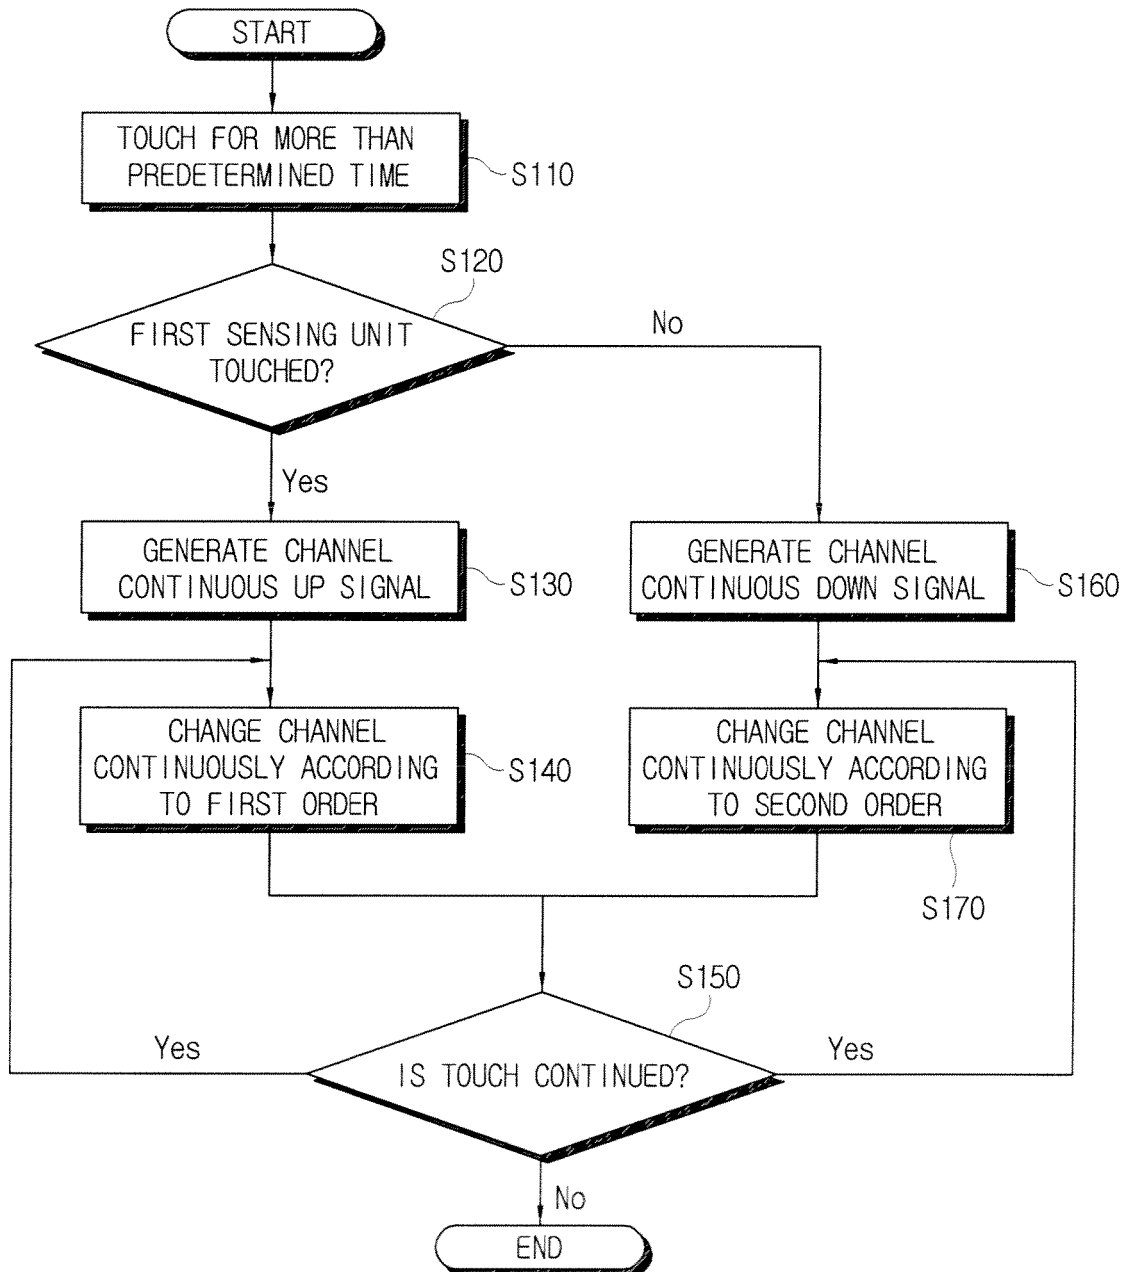 START
TOUCH FOR MORE THAN
PREDETERMINED TIME
S110
S120
FIRST SENSING UNIT
TOUCHED?
No
Yes
GENERATE CHANNEL
CONTINUOUS UP SIGNAL
S130
GENERATE CHANNEL
CONTINUOUS DOWN SIGNAL
S160
CHANGE CHANNEL
CONTINUOUSLY ACCORDING
TO FIRST ORDER
S140
CHANGE CHANNEL
CONTINUOUSLY ACCORDING
TO SECOND ORDER
S170
S150
Yes
IS TOUCH CONTINUED?
Yes
No
END